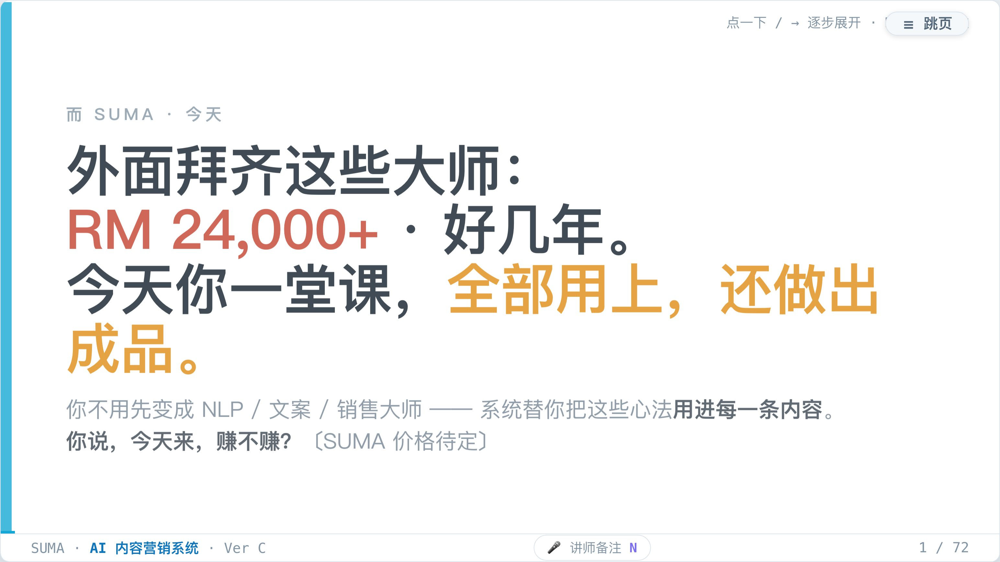 点一下 / → 逐步展开 ·
≡ 跳页
而 SUMA · 今天
外面拜齐这些大师：
RM 24,000+ · 好几年。
今天你一堂课，全部用上，还做出
成品。
你不用先变成 NLP / 文案 / 销售大师 —— 系统替你把这些心法用进每一条内容。
你说，今天来，赚不赚？〔SUMA 价格待定〕
SUMA · AI 内容营销系统 · Ver C
🎤 讲师备注 N
1 / 72